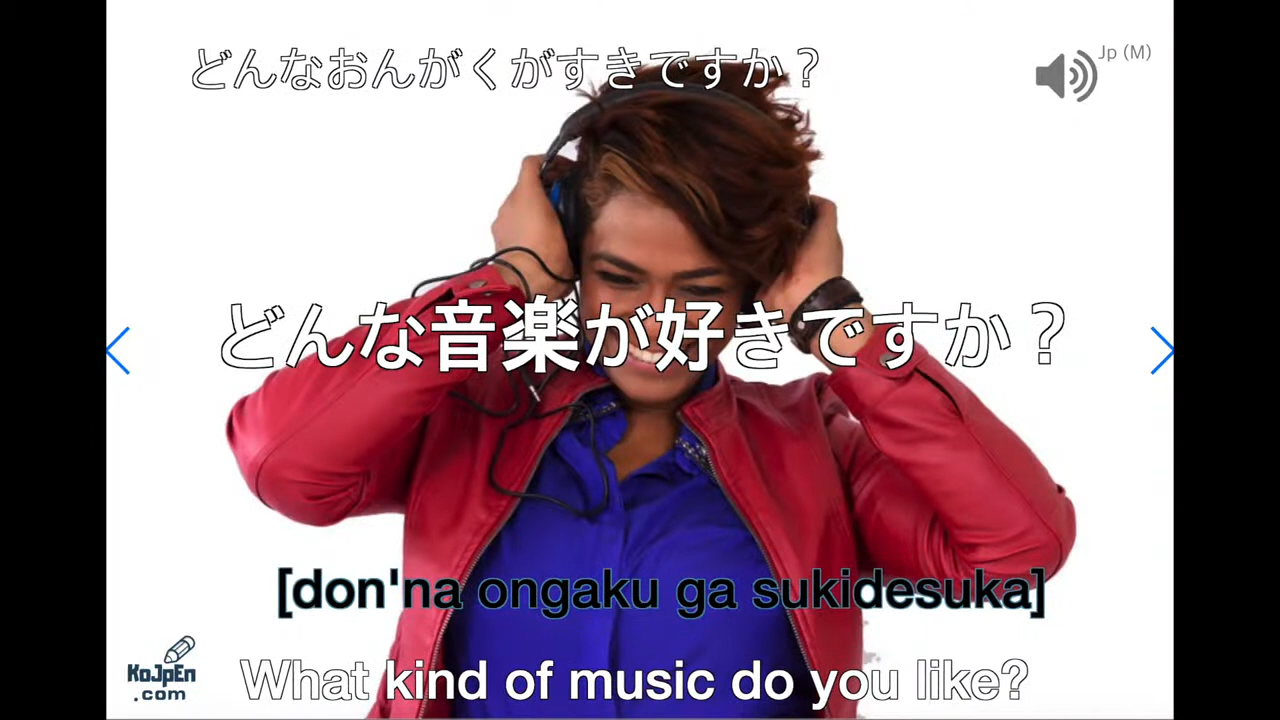 どんなおんがくがすきですか？
Jp (M)
どんな音楽が好きですか？
[don'na ongaku ga sukidesuka]
KoJpEn
.com
What kind of music do you like?